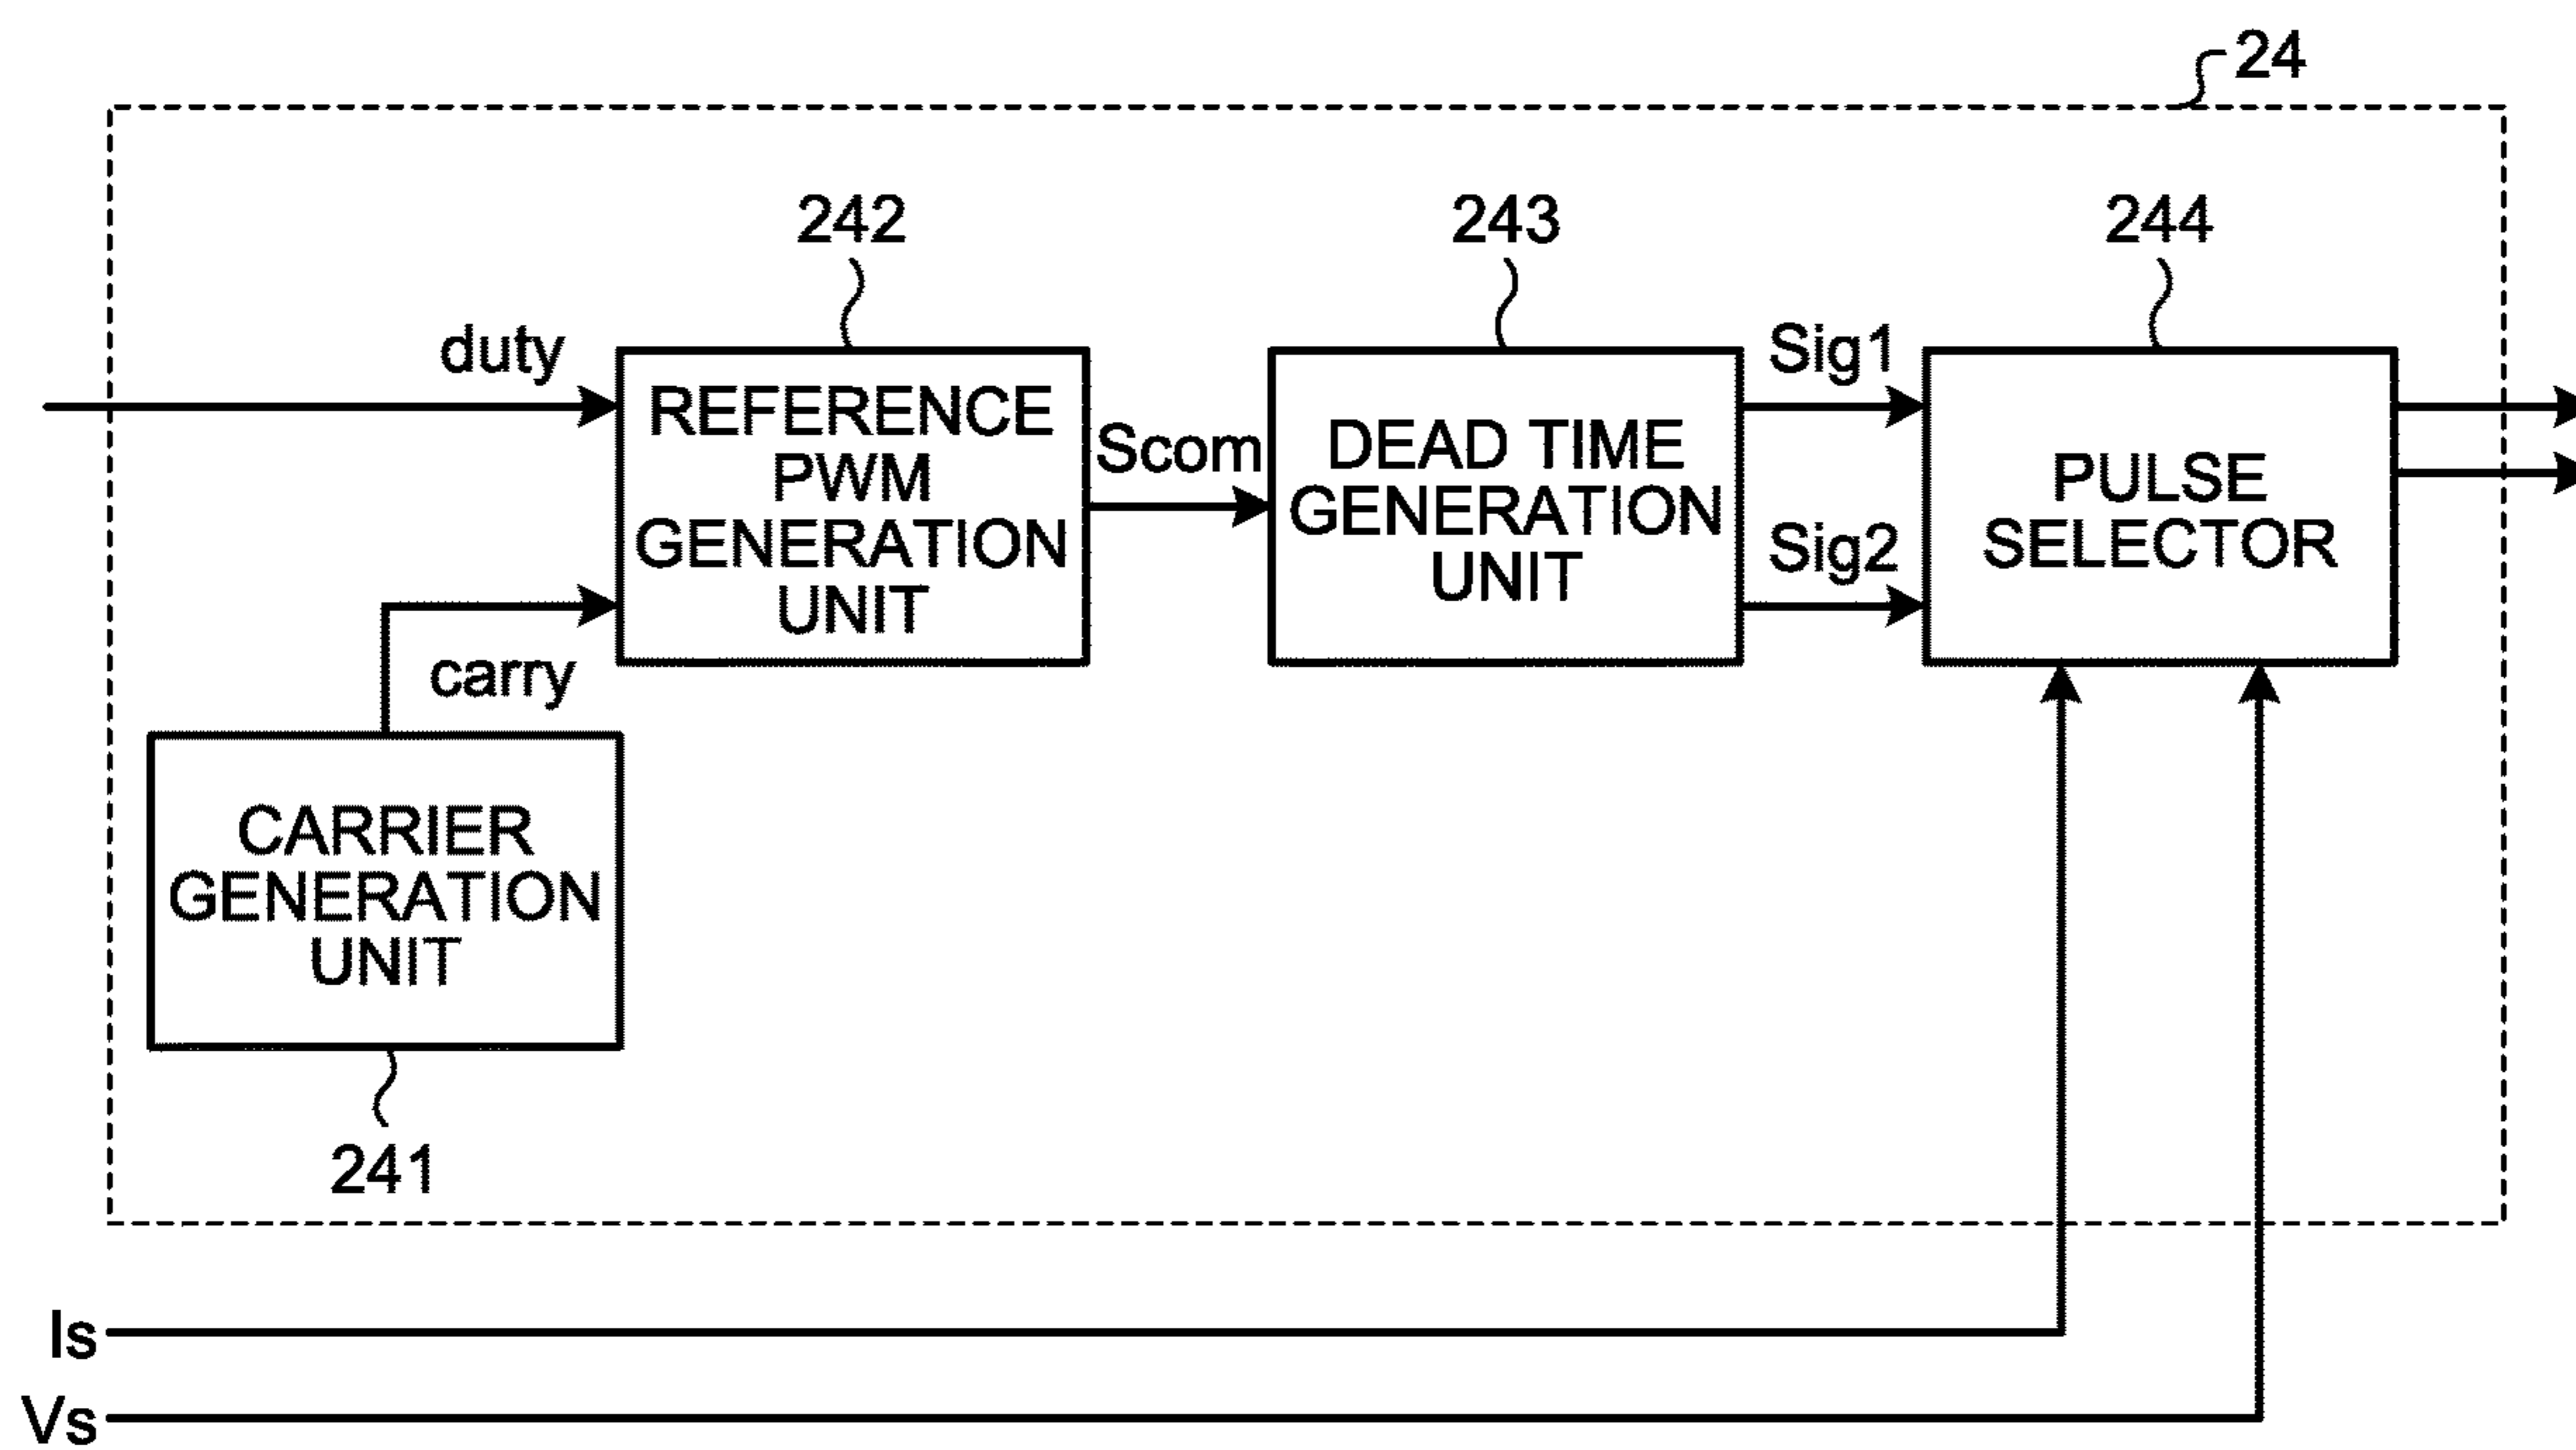 24
242
243
244
duty
REFERENCE
PWM
GENERATION
UNIT
Scom
DEAD TIME
GENERATION
UNIT
Sig1
Sig2
PULSE
SELECTOR
carry
CARRIER
GENERATION
UNIT
241
Is
Vs